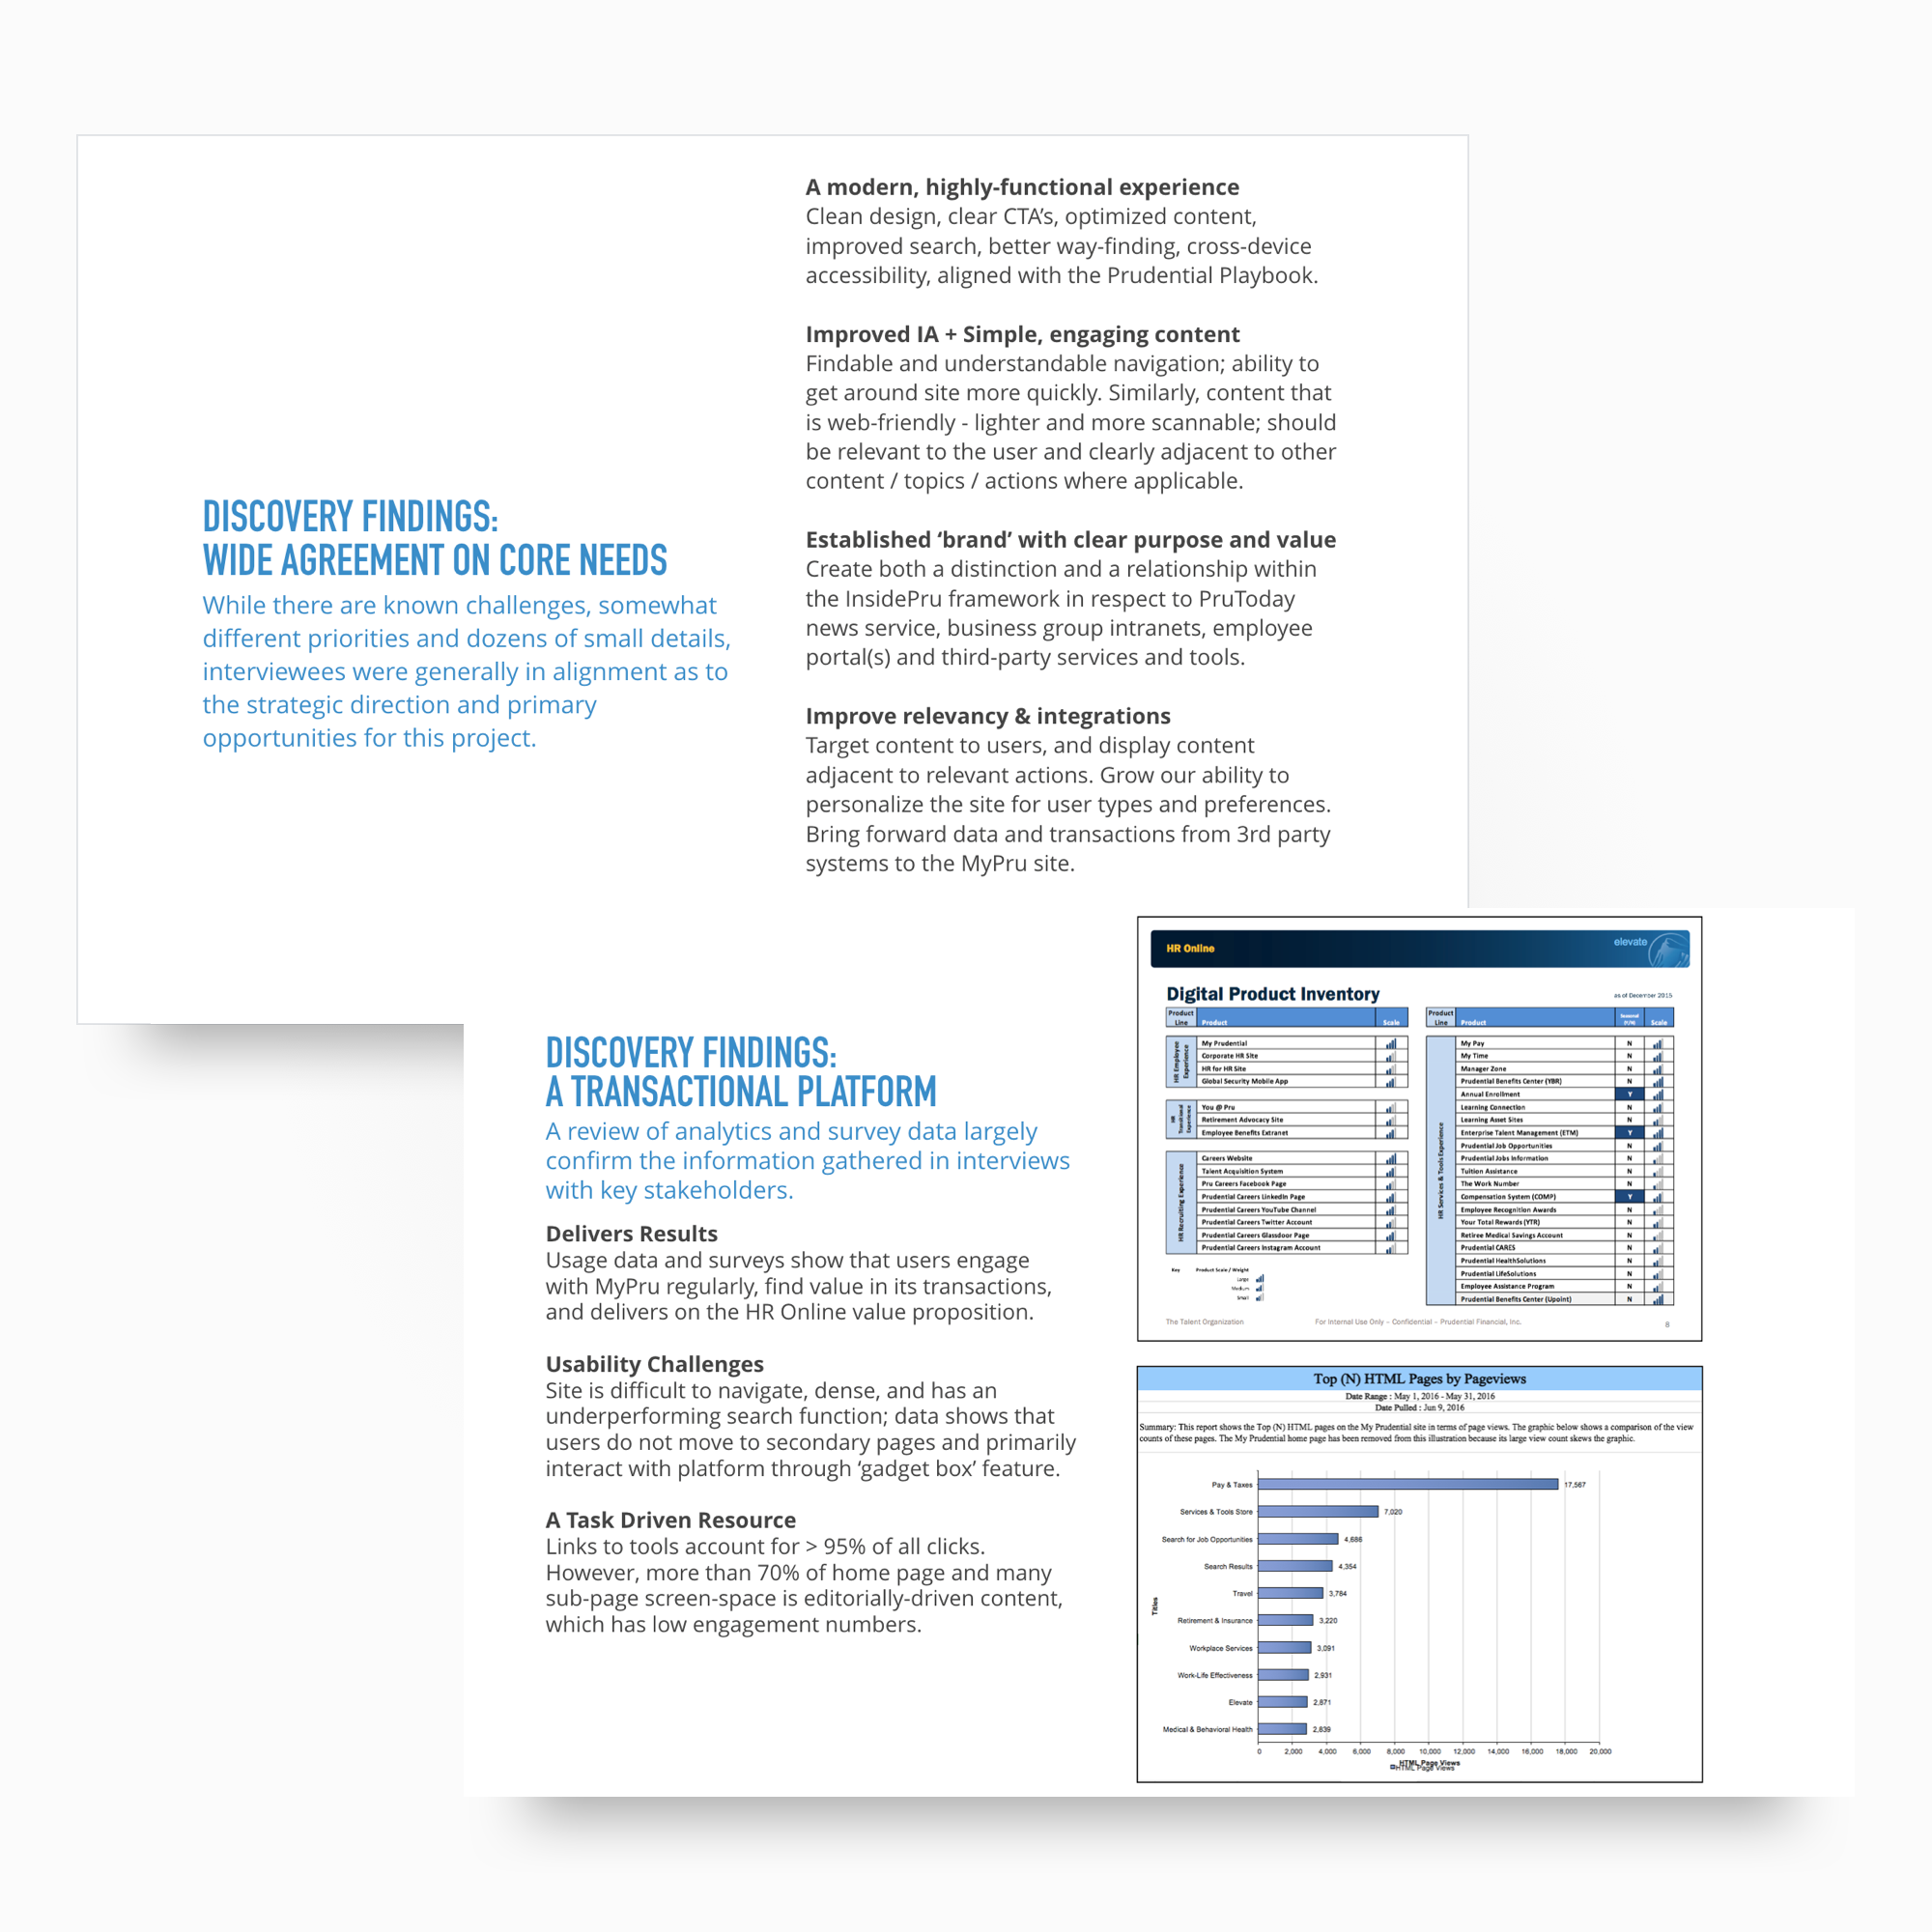 DISCOVERY FINDINGS:
WIDE AGREEMENT ON CORE NEEDS
While there are known challenges, somewhat
different priorities and dozens of small details,
interviewees were generally in alignment as to
the strategic direction and primary
opportunities for this project.
A modern, highly-functional experience
Clean design, clear CTA’s, optimized content,
improved search, better way-finding, cross-device
accessibility, aligned with the Prudential Playbook.
Improved IA + Simple, engaging content
Findable and understandable navigation; ability to
get around site more quickly. Similarly, content that
is web-friendly - lighter and more scannable; should
be relevant to the user and clearly adjacent to other
content / topics / actions where applicable.
Established ‘brand’ with clear purpose and value
Create both a distinction and a relationship within
the InsidePru framework in respect to PruToday
news service, business group intranets, employee
portal(s) and third-party services and tools.
Improve relevancy & integrations
Target content to users, and display content
adjacent to relevant actions. Grow our ability to
personalize the site for user types and preferences.
Bring forward data and transactions from 3rd party
systems to the MyPru site.
DISCOVERY FINDINGS:
A TRANSACTIONAL PLATFORM
A review of analytics and survey data largely
confirm the information gathered in interviews
with key stakeholders.
Delivers Results
Usage data and surveys show that users engage
with MyPru regularly, find value in its transactions,
and delivers on the HR Online value proposition.
Usability Challenges
Site is difficult to navigate, dense, and has an
underperforming search function; data shows that
users do not move to secondary pages and primarily
interact with platform through ‘gadget box’ feature.
A Task Driven Resource
Links to tools account for > 95% of all clicks.
However, more than 70% of home page and many
sub-page screen-space is editorially-driven content,
which has low engagement numbers.
HR Online
elevate
Digital Product Inventory
as of December 2015
Product Line Product Scale
HR Employee Experience
My Prudential
Corporate HR Site
HR for HR Site
Global Security Mobile App
HR Transitional Experience
You @ Pru
Retirement Advocacy Site
Employee Benefits Extranet
HR Recruiting Experience
Careers Website
Talent Acquisition System
Pru Careers Facebook Page
Prudential Careers LinkedIn Page
Prudential Careers YouTube Channel
Prudential Careers Twitter Account
Prudential Careers Glassdoor Page
Prudential Careers Instagram Account
Key Product Scale / Weight
Large
Medium
Small
Product Line Product Seasonal (Y/N) Scale
HR Services & Tools Experience
My Pay N
My Time N
Manager Zone N
Prudential Benefits Center (YBR) N
Annual Enrollment Y
Learning Connection N
Learning Asset Sites N
Enterprise Talent Management (ETM) Y
Prudential Job Opportunities N
Prudential Jobs Information N
Tuition Assistance N
The Work Number N
Compensation System (COMP) Y
Employee Recognition Awards N
Your Total Rewards (YTR) N
Retiree Medical Savings Account N
Prudential CARES N
Prudential HealthSolutions N
Prudential LifeSolutions N
Employee Assistance Program N
Prudential Benefits Center (Upoint) N
The Talent Organization
For Internal Use Only – Confidential – Prudential Financial, Inc.
8
Top (N) HTML Pages by Pageviews
Date Range : May 1, 2016 - May 31, 2016
Date Pulled : Jun 9, 2016
Summary: This report shows the Top (N) HTML pages on the My Prudential site in terms of page views. The graphic below shows a comparison of the view
counts of these pages. The My Prudential home page has been removed from this illustration because its large view count skews the graphic.
Titles
Pay & Taxes 17,567
Services & Tools Store 7,020
Search for Job Opportunities 4,686
Search Results 4,354
Travel 3,784
Retirement & Insurance 3,220
Workplace Services 3,091
Work-Life Effectiveness 2,931
Elevate 2,871
Medical & Behavioral Health 2,839
0 2,000 4,000 6,000 8,000 10,000 12,000 14,000 16,000 18,000 20,000
HTML Page Views
HTML Page Views